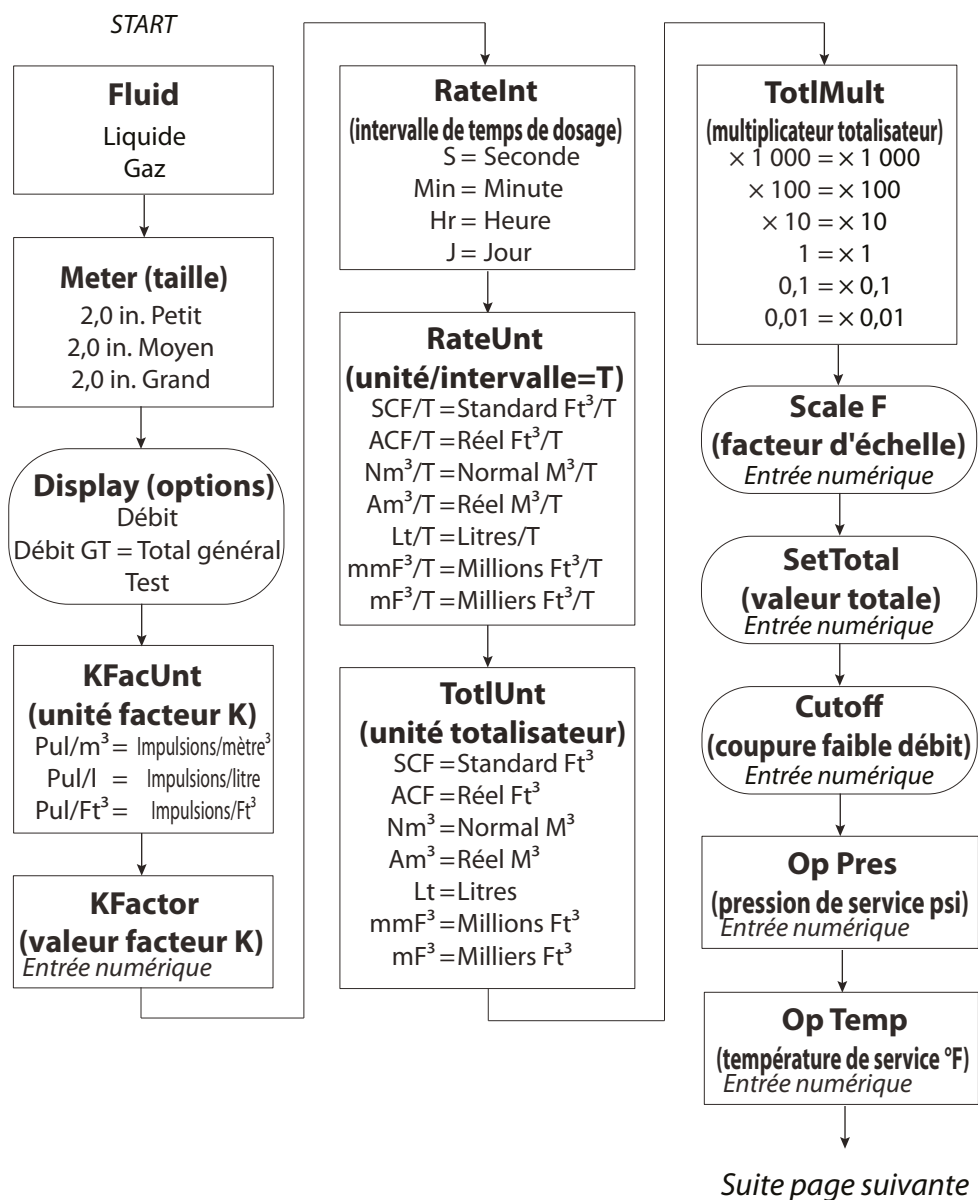 START
Fluid
Liquide
Gaz
Meter (taille)
2,0 in. Petit
2,0 in. Moyen
2,0 in. Grand
Display (options)
Débit
Débit GT = Total général
Test
KFacUnt
(unité facteur K)
Pul/m³ = Impulsions/mètre³
Pul/l = Impulsions/litre
Pul/Ft³ = Impulsions/Ft³
KFactor
(valeur facteur K)
Entrée numérique
RateInt
(intervalle de temps de dosage)
S = Seconde
Min = Minute
Hr = Heure
J = Jour
RateUnt
(unité/intervalle=T)
SCF/T = Standard Ft³/T
ACF/T = Réel Ft³/T
Nm³/T = Normal M³/T
Am³/T = Réel M³/T
Lt/T = Litres/T
mmF³/T = Millions Ft³/T
mF³/T = Milliers Ft³/T
TotlUnt
(unité totalisateur)
SCF = Standard Ft³
ACF = Réel Ft³
Nm³ = Normal M³
Am³ = Réel M³
Lt = Litres
mmF³ = Millions Ft³
mF³ = Milliers Ft³
TotlMult
(multiplicateur totalisateur)
× 1 000 = × 1 000
× 100 = × 100
× 10 = × 10
1 = × 1
0,1 = × 0,1
0,01 = × 0,01
Scale F
(facteur d'échelle)
Entrée numérique
SetTotal
(valeur totale)
Entrée numérique
Cutoff
(coupure faible débit)
Entrée numérique
Op Pres
(pression de service psi)
Entrée numérique
Op Temp
(température de service °F)
Entrée numérique
Suite page suivante